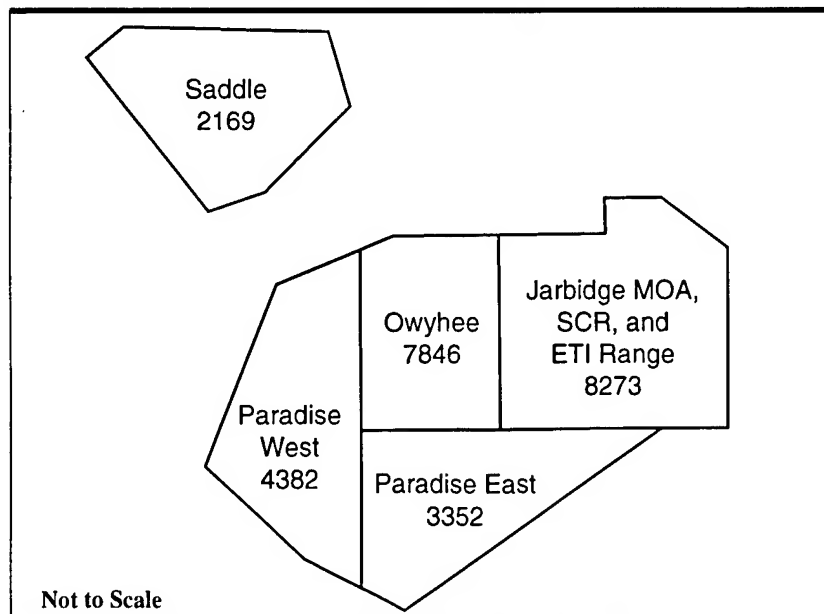 Saddle
2169
Jarbidge MOA,
SCR, and
ETI Range
8273
Owyhee
7846
Paradise
West
4382
Paradise East
3352
Not to Scale